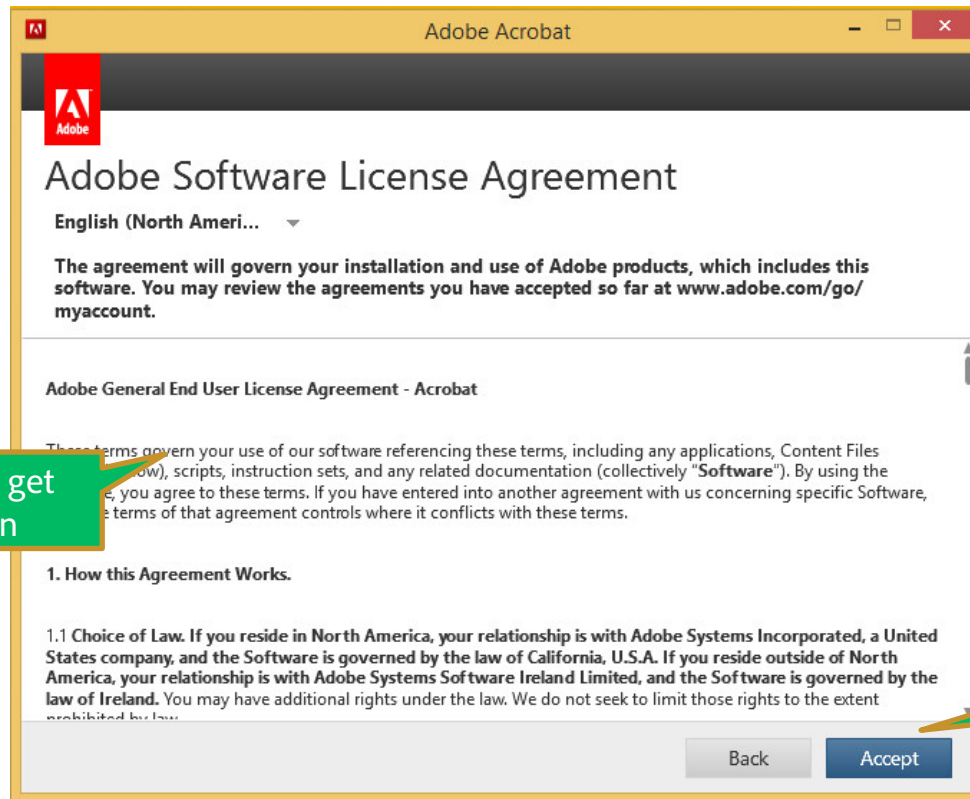 Adobe Acrobat
Adobe
Adobe Software License Agreement
English (North Ameri...
The agreement will govern your installation and use of Adobe products, which includes this
software. You may review the agreements you have accepted so far at www.adobe.com/go/
myaccount.
Adobe General End User License Agreement - Acrobat
These terms govern your use of our software referencing these terms, including any applications, Content Files
scripts, instruction sets, and any related documentation (collectively “Software”). By using the
get
you agree to these terms. If you have entered into another agreement with us concerning specific Software,
terms of that agreement controls where it conflicts with these terms.
1. How this Agreement Works.
1.1 Choice of Law. If you reside in North America, your relationship is with Adobe Systems Incorporated, a United
States company, and the Software is governed by the law of California, U.S.A. If you reside outside of North
America, your relationship is with Adobe Systems Software Ireland Limited, and the Software is governed by the
law of Ireland. You may have additional rights under the law. We do not seek to limit those rights to the extent
prohibited by law
Back
Accept